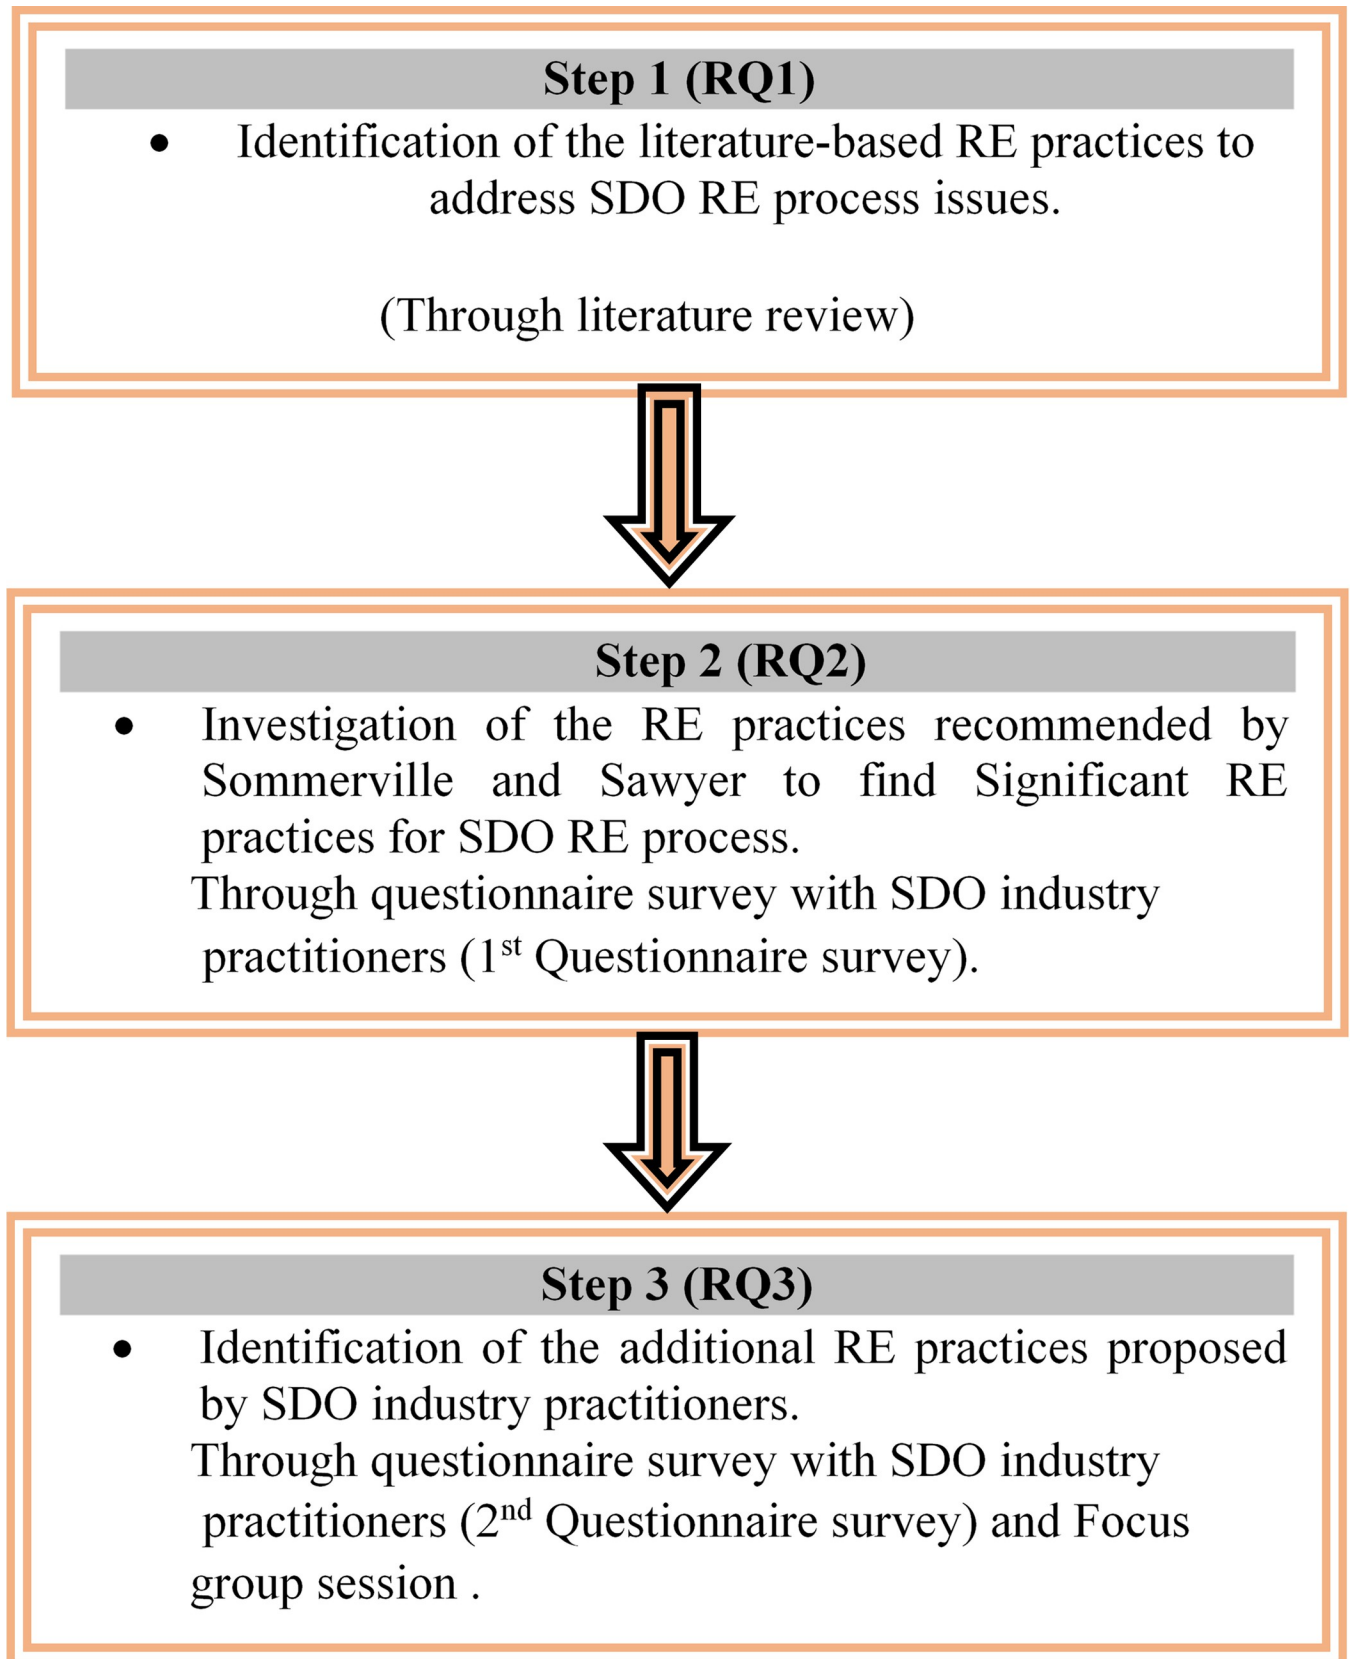 Step 1 (RQ1)
• Identification of the literature-based RE practices to
address SDO RE process issues.
(Through literature review)
Step 2 (RQ2)
• Investigation of the RE practices recommended by
Sommerville and Sawyer to find Significant RE
practices for SDO RE process.
Through questionnaire survey with SDO industry
practitioners (1st Questionnaire survey).
Step 3 (RQ3)
• Identification of the additional RE practices proposed
by SDO industry practitioners.
Through questionnaire survey with SDO industry
practitioners (2nd Questionnaire survey) and Focus
group session .